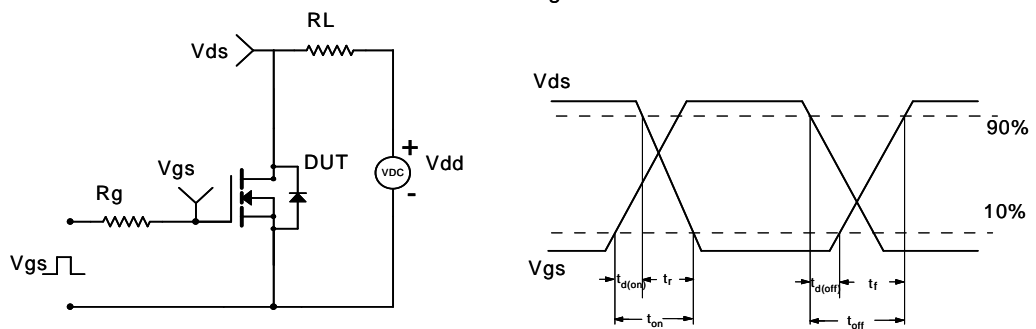 g
RL
Vds
Vgs
DUT
+
VDC
Vdd
-
Rg
Vgs
Vds
90%
10%
Vgs
td(on)
tr
td(off)
tf
ton
toff